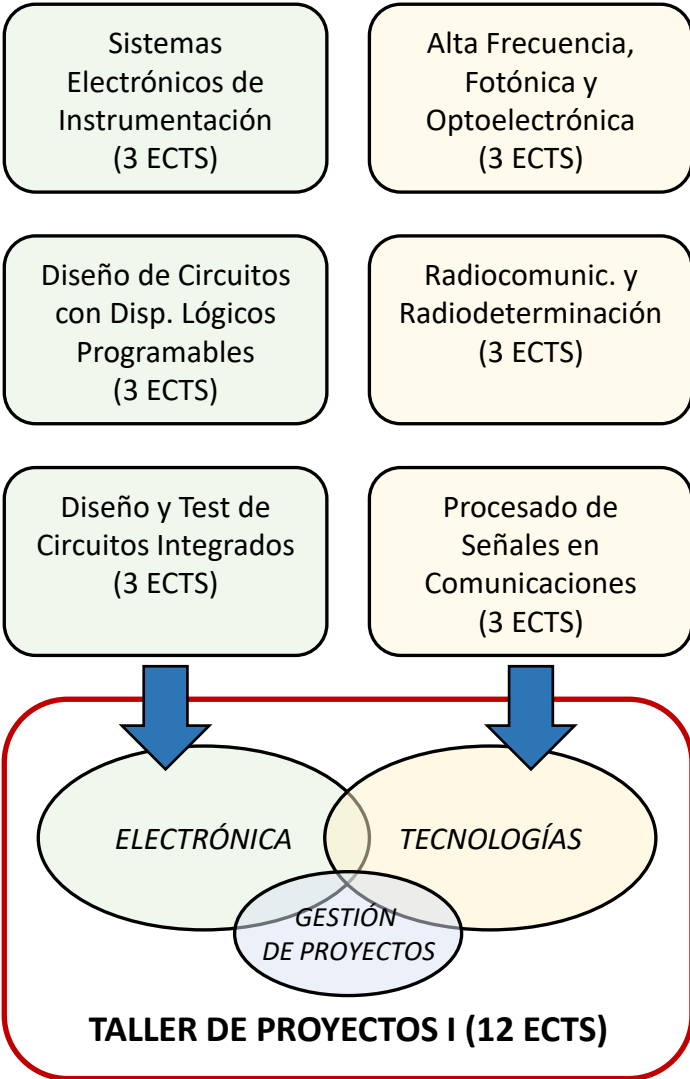 Sistemas
Electrónicos de
Instrumentación
(3 ECTS)
Alta Frecuencia,
Fotónica y
Optoelectrónica
(3 ECTS)
Diseño de Circuitos
con Disp. Lógicos
Programables
(3 ECTS)
Radiocomunic. y
Radiodeterminación
(3 ECTS)
Diseño y Test de
Circuitos Integrados
(3 ECTS)
Procesado de
Señales en
Comunicaciones
(3 ECTS)
ELECTRÓNICA
TECNOLOGÍAS
GESTIÓN
DE PROYECTOS
TALLER DE PROYECTOS I (12 ECTS)